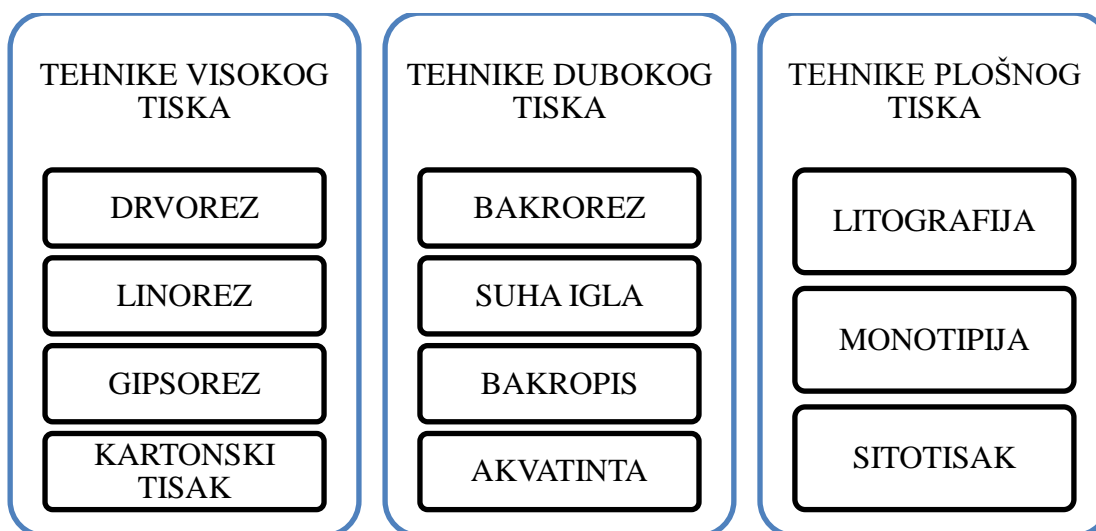 TEHNIKE VISOKOG
TISKA
DRVOREZ
LINOREZ
GIPSOREZ
KARTONSKI
TISAK
TEHNIKE DUBOKOG
TISKA
BAKROREZ
SUHA IGLA
BAKROPIS
AKVATINTA
TEHNIKE PLOŠNOG
TISKA
LITOGRAFIJA
MONOTIPIJA
SITOTISAK